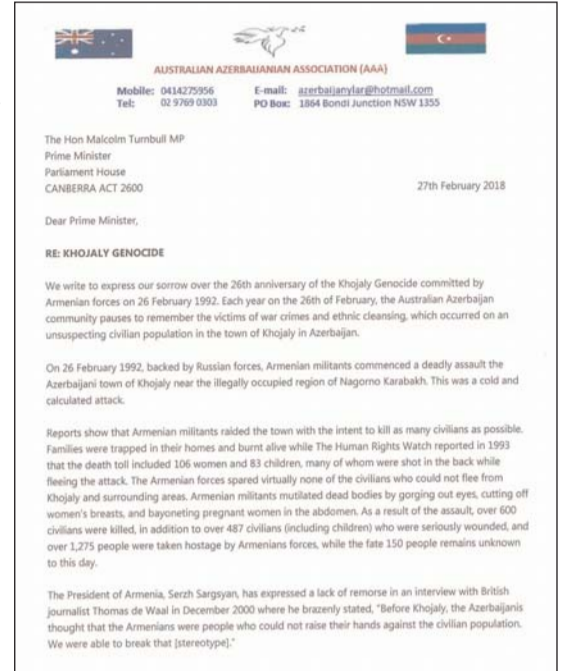 AUSTRALIAN AZERBAIJANIAN ASSOCIATION (AAA)
Mobile: 0414275956 E-mail: azerbaijanylar@hotmail.com
Tel: 02 9769 0303 PO Box: 1864 Bondi Junction NSW 1355
The Hon Malcolm Turnbull MP
Prime Minister
Parliament House
CANBERRA ACT 2600 27th February 2018
Dear Prime Minister,
RE: KHOJALY GENOCIDE
We write to express our sorrow over the 26th anniversary of the Khojaly Genocide committed by
Armenian forces on 26 February 1992. Each year on the 26th of February, the Australian Azerbaijan
community pauses to remember the victims of war crimes and ethnic cleansing, which occurred on an
unsuspecting civilian population in the town of Khojaly in Azerbaijan.
On 26 February 1992, backed by Russian forces, Armenian militants commenced a deadly assault the
Azerbaijani town of Khojaly near the illegally occupied region of Nagorno Karabakh. This was a cold and
calculated attack.
Reports show that Armenian militants raided the town with the intent to kill as many civilians as possible.
Families were trapped in their homes and burnt alive while The Human Rights Watch reported in 1993
that the death toll included 106 women and 83 children, many of whom were shot in the back while
fleeing the attack. The Armenian forces spared virtually none of the civilians who could not flee from
Khojaly and surrounding areas. Armenian militants mutilated dead bodies by gorging out eyes, cutting off
women's breasts, and bayoneting pregnant women in the abdomen. As a result of the assault, over 600
civilians were killed, in addition to over 487 civilians (including children) who were seriously wounded, and
over 1,275 people were taken hostage by Armenians forces, while the fate 150 people remains unknown
to this day.
The President of Armenia, Serzh Sargsyan, has expressed a lack of remorse in an interview with British
journalist Thomas de Waal in December 2000 where he brazenly stated, "Before Khojaly, the Azerbaijanis
thought that the Armenians were people who could not raise their hands against the civilian population.
We were able to break that [stereotype]."